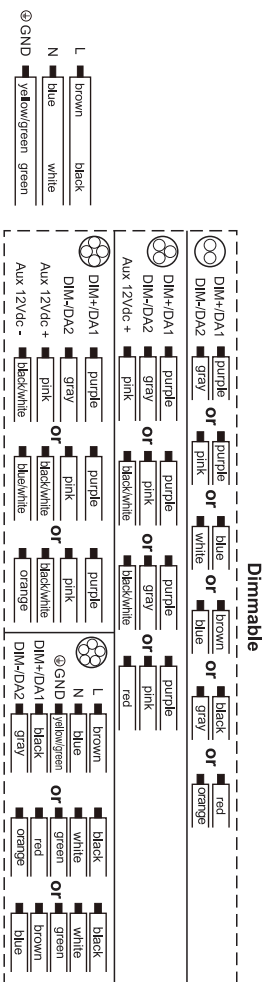 Dimmable
DIM+/DA1 purple or purple or blue or brown or black or red
DIM-/DA2 gray pink white blue gray orange
DIM+/DA1 purple or purple or purple or purple
DIM-/DA2 gray pink gray pink
Aux 12Vdc + pink black/white black/white red
DIM+/DA1 purple or purple or purple
DIM-/DA2 gray pink pink
Aux 12Vdc + pink black/white black/white
Aux 12Vdc - black/white blue/white orange
L brown or black or black
N blue white white
GND yellow/green green green
DIM+/DA1 black red brown
DIM-/DA2 gray orange blue
L brown black
N blue white
GND yellow/green green